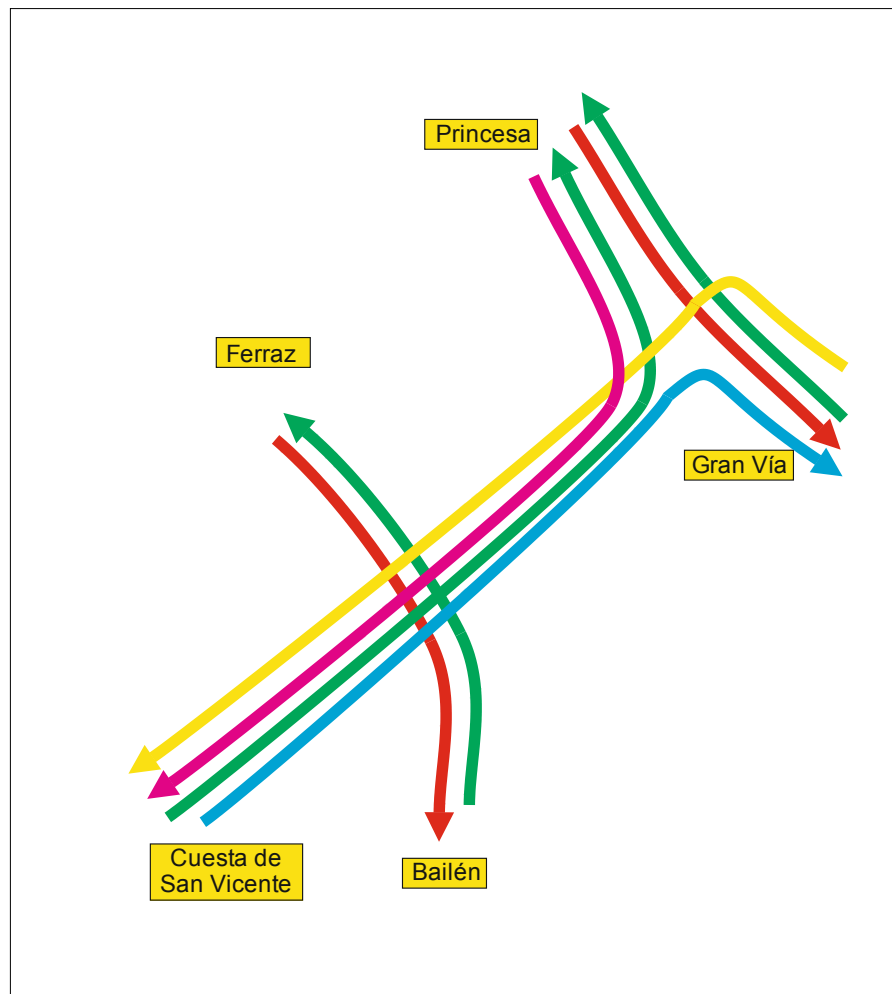 Princesa
Ferraz
Gran Vía
Cuesta de
San Vicente
Bailén